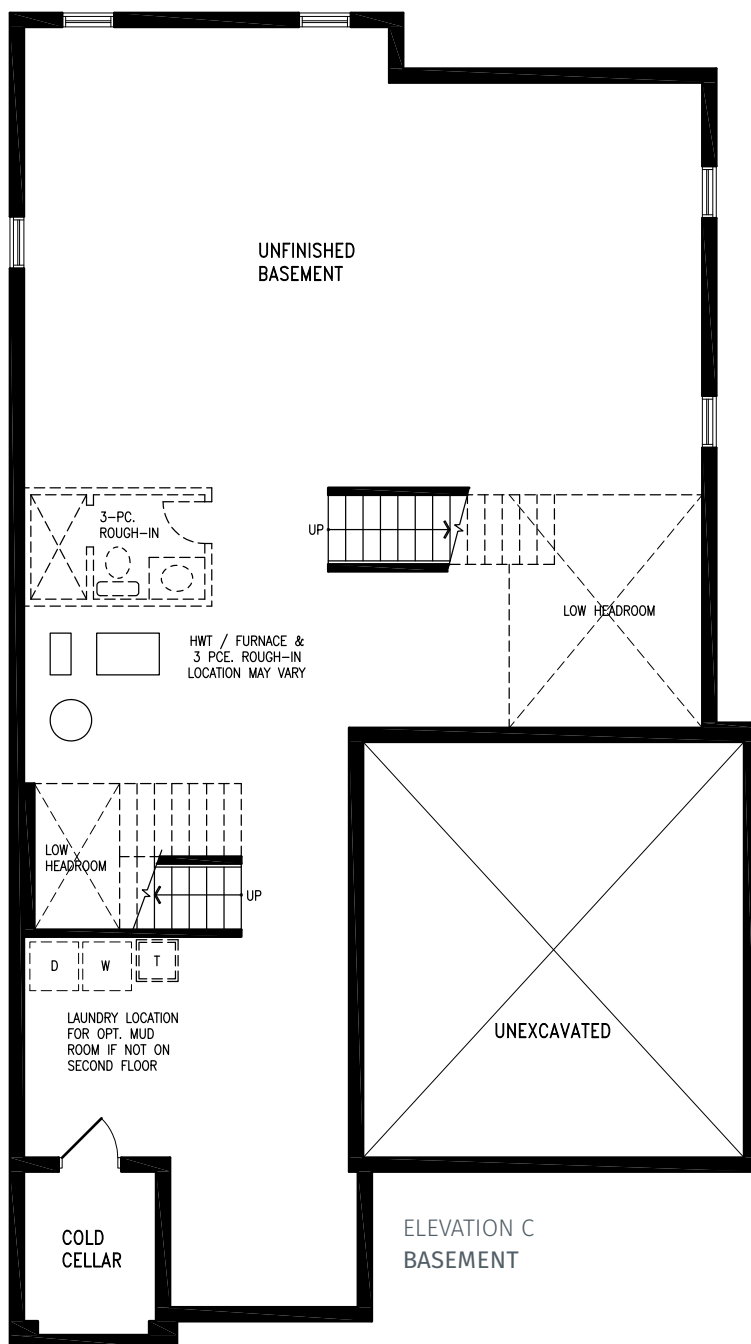 UNFINISHED
BASEMENT
3-PC.
ROUGH-IN
UP
LOW HEADROOM
HWT / FURNACE &
3 PCE. ROUGH-IN
LOCATION MAY VARY
LOW
HEADROOM
UP
D W T
LAUNDRY LOCATION
FOR OPT. MUD
ROOM IF NOT ON
SECOND FLOOR
UNEXCAVATED
COLD
CELLAR
ELEVATION C
BASEMENT